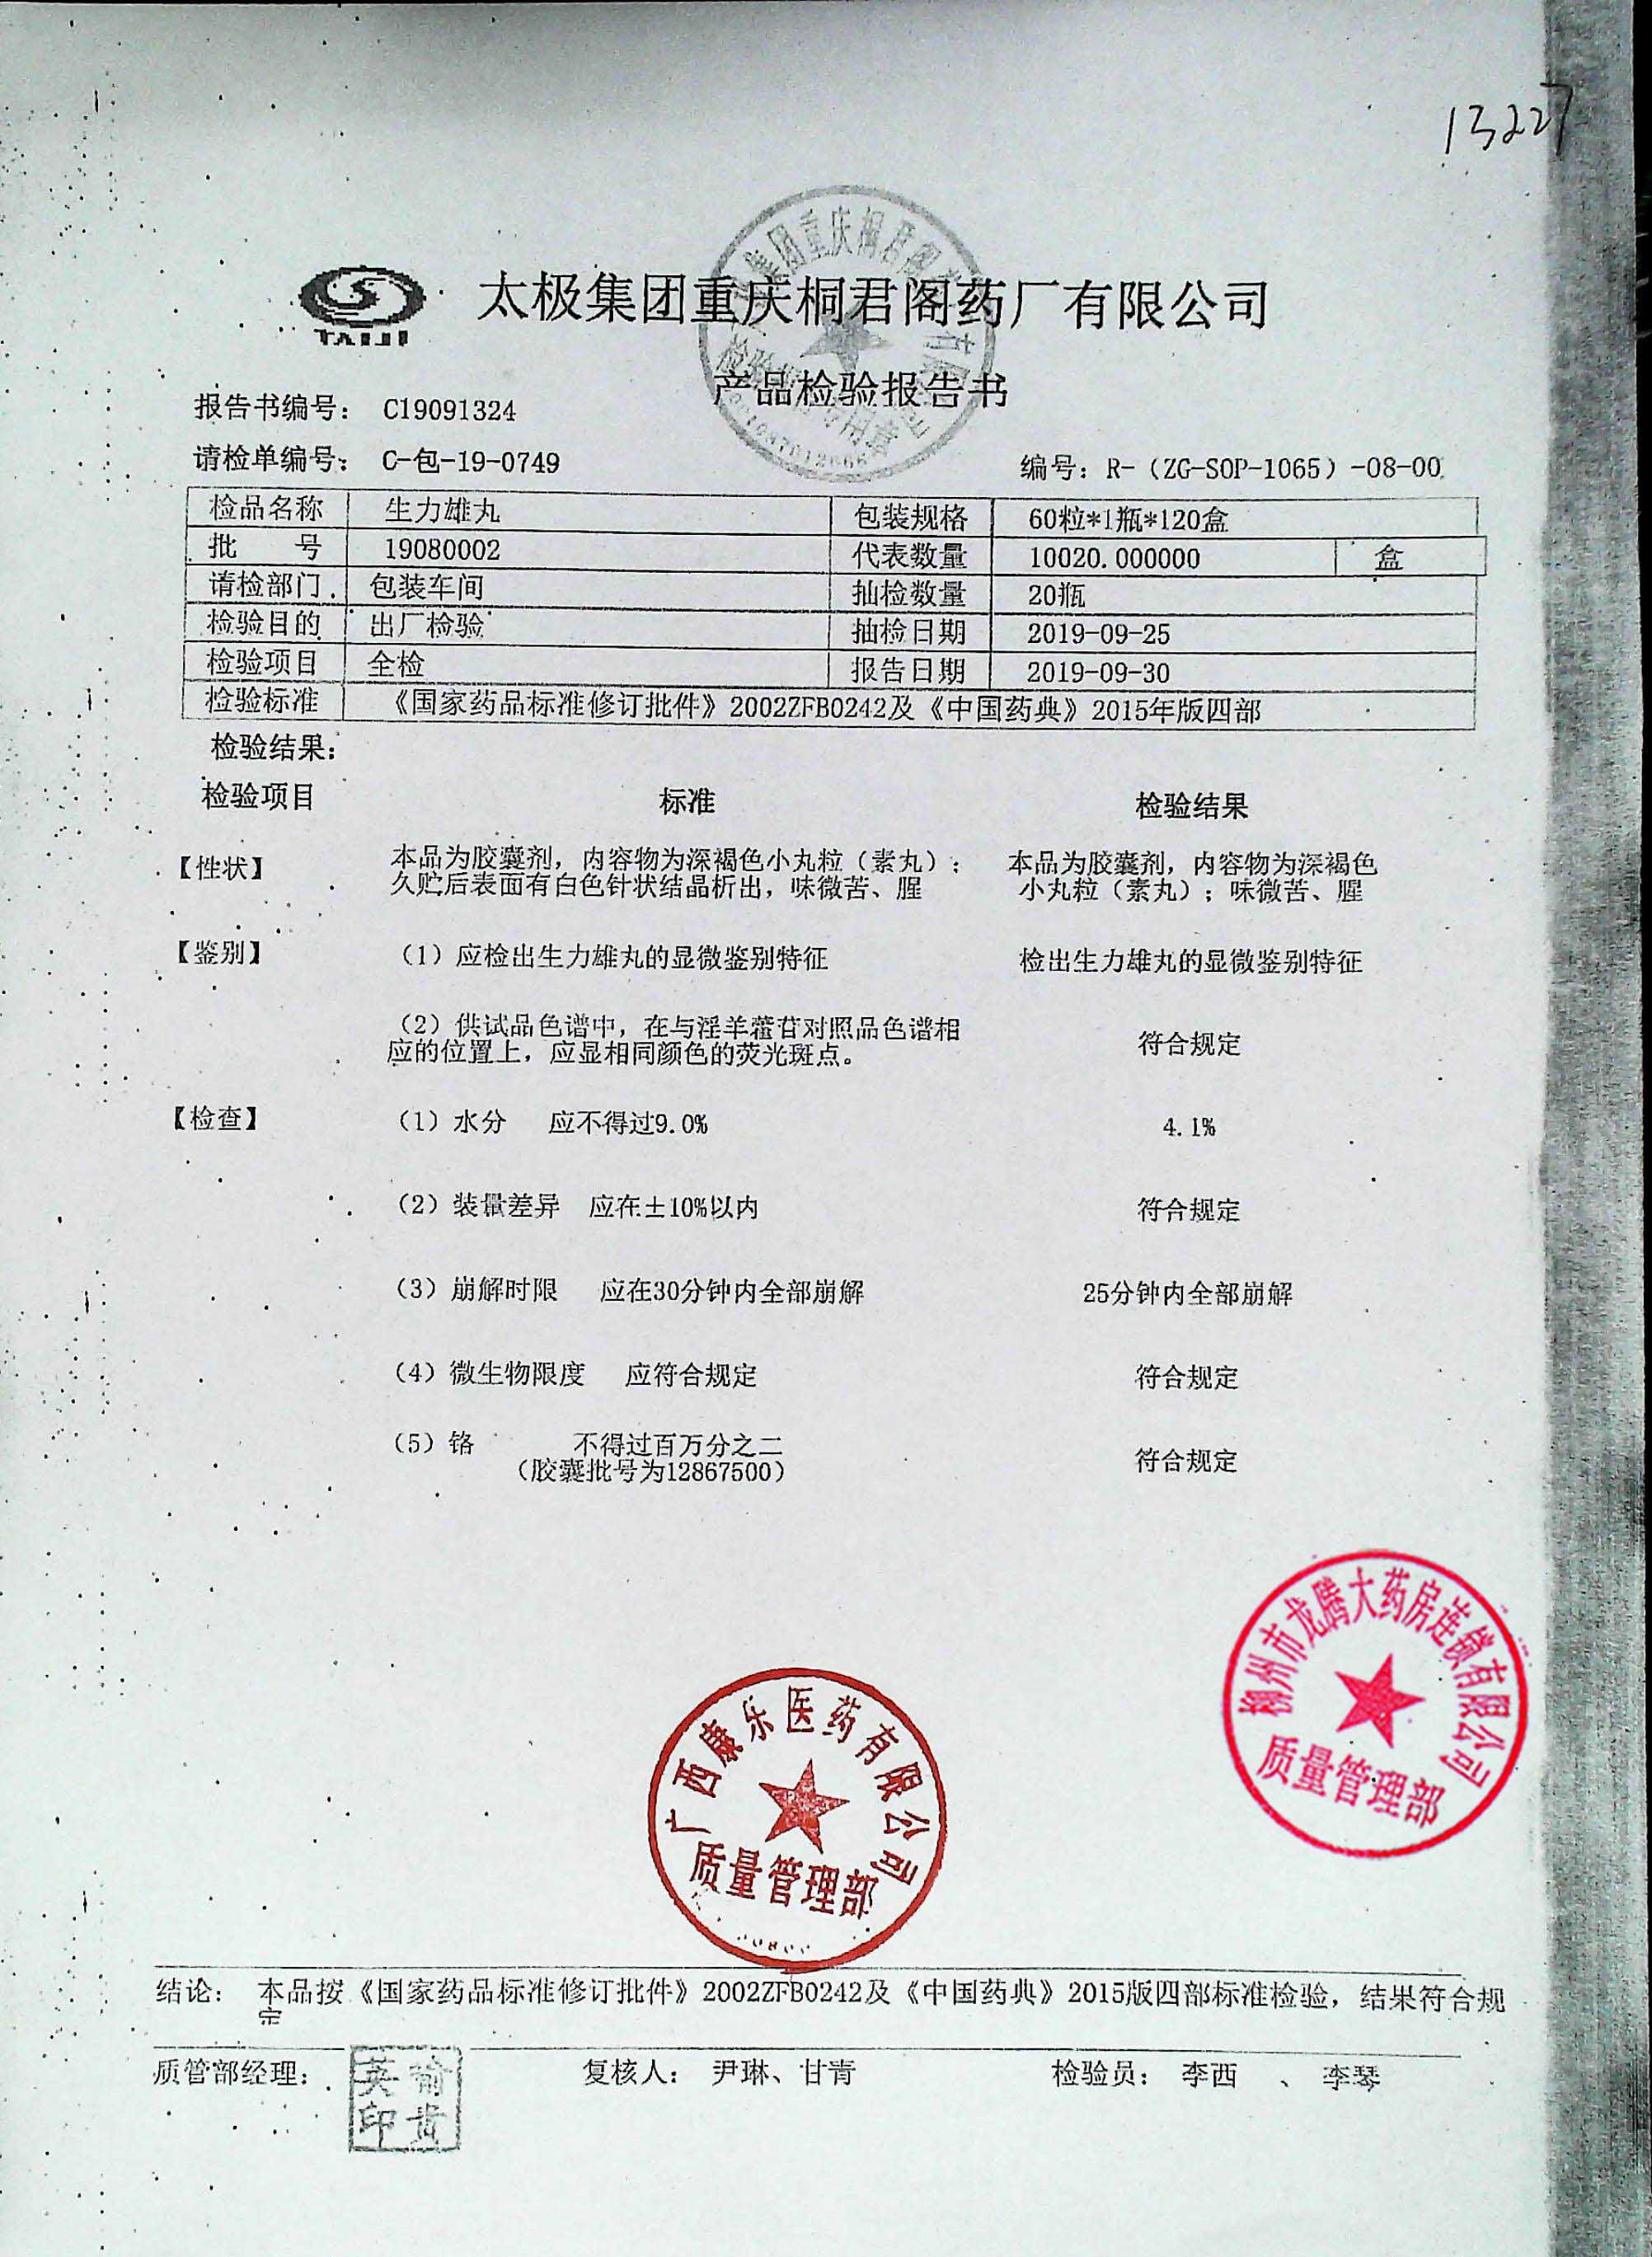 13227
TAIJI
太极集团重庆桐君阁药厂有限公司
产品检验报告书
报告书编号： C19091324
请检单编号： C-包-19-0749
编号：R-（ZG-SOP-1065）-08-00
检品名称 生力雄丸 包装规格 60粒*1瓶*120盒
批 号 19080002 代表数量 10020.000000 盒
请检部门 包装车间 抽检数量 20瓶
检验目的 出厂检验 抽检日期 2019-09-25
检验项目 全检 报告日期 2019-09-30
检验标准 《国家药品标准修订批件》2002ZFB0242及《中国药典》2015年版四部
检验结果：
检验项目 标准 检验结果
【性状】 本品为胶囊剂，内容物为深褐色小丸粒（素丸）； 本品为胶囊剂，内容物为深褐色
久贮后表面有白色针状结晶析出，味微苦、腥 小丸粒（素丸）；味微苦、腥
【鉴别】 （1）应检出生力雄丸的显微鉴别特征 检出生力雄丸的显微鉴别特征
（2）供试品色谱中，在与淫羊藿苷对照品色谱相
应的位置上，应显相同颜色的荧光斑点。 符合规定
【检查】 （1）水分 应不得过9.0% 4.1%
（2）装量差异 应在±10%以内 符合规定
（3）崩解时限 应在30分钟内全部崩解 25分钟内全部崩解
（4）微生物限度 应符合规定 符合规定
（5）铬 不得过百万分之二 符合规定
（胶囊批号为12867500）
柳州市龙腾大药房连锁有限公司
质量管理部
广西康乐医药有限公司
质量管理部
结论： 本品按《国家药品标准修订批件》2002ZFB0242及《中国药典》2015版四部标准检验，结果符合规
定
质管部经理： 复核人： 尹琳、甘青 检验员： 李西 、 李琴